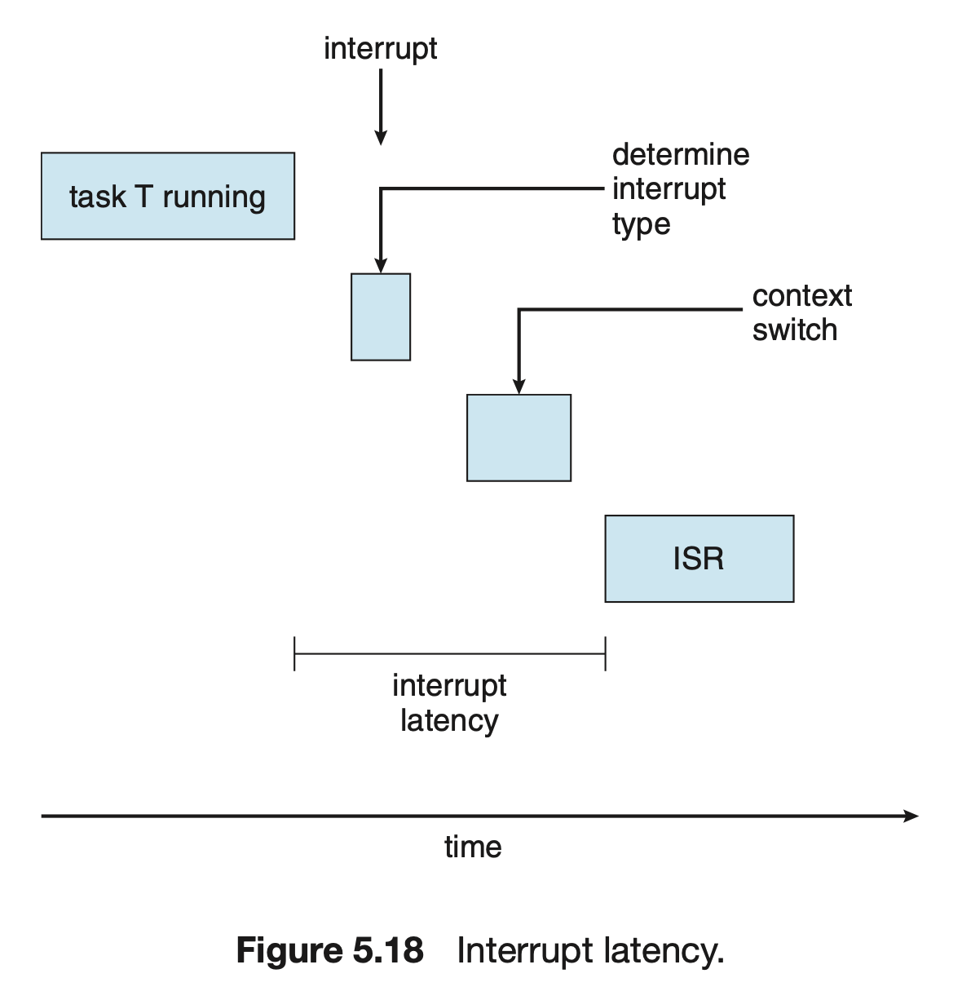 interrupt
task T running
determine
interrupt
type
context
switch
ISR
interrupt
latency
time
Figure 5.18 Interrupt latency.